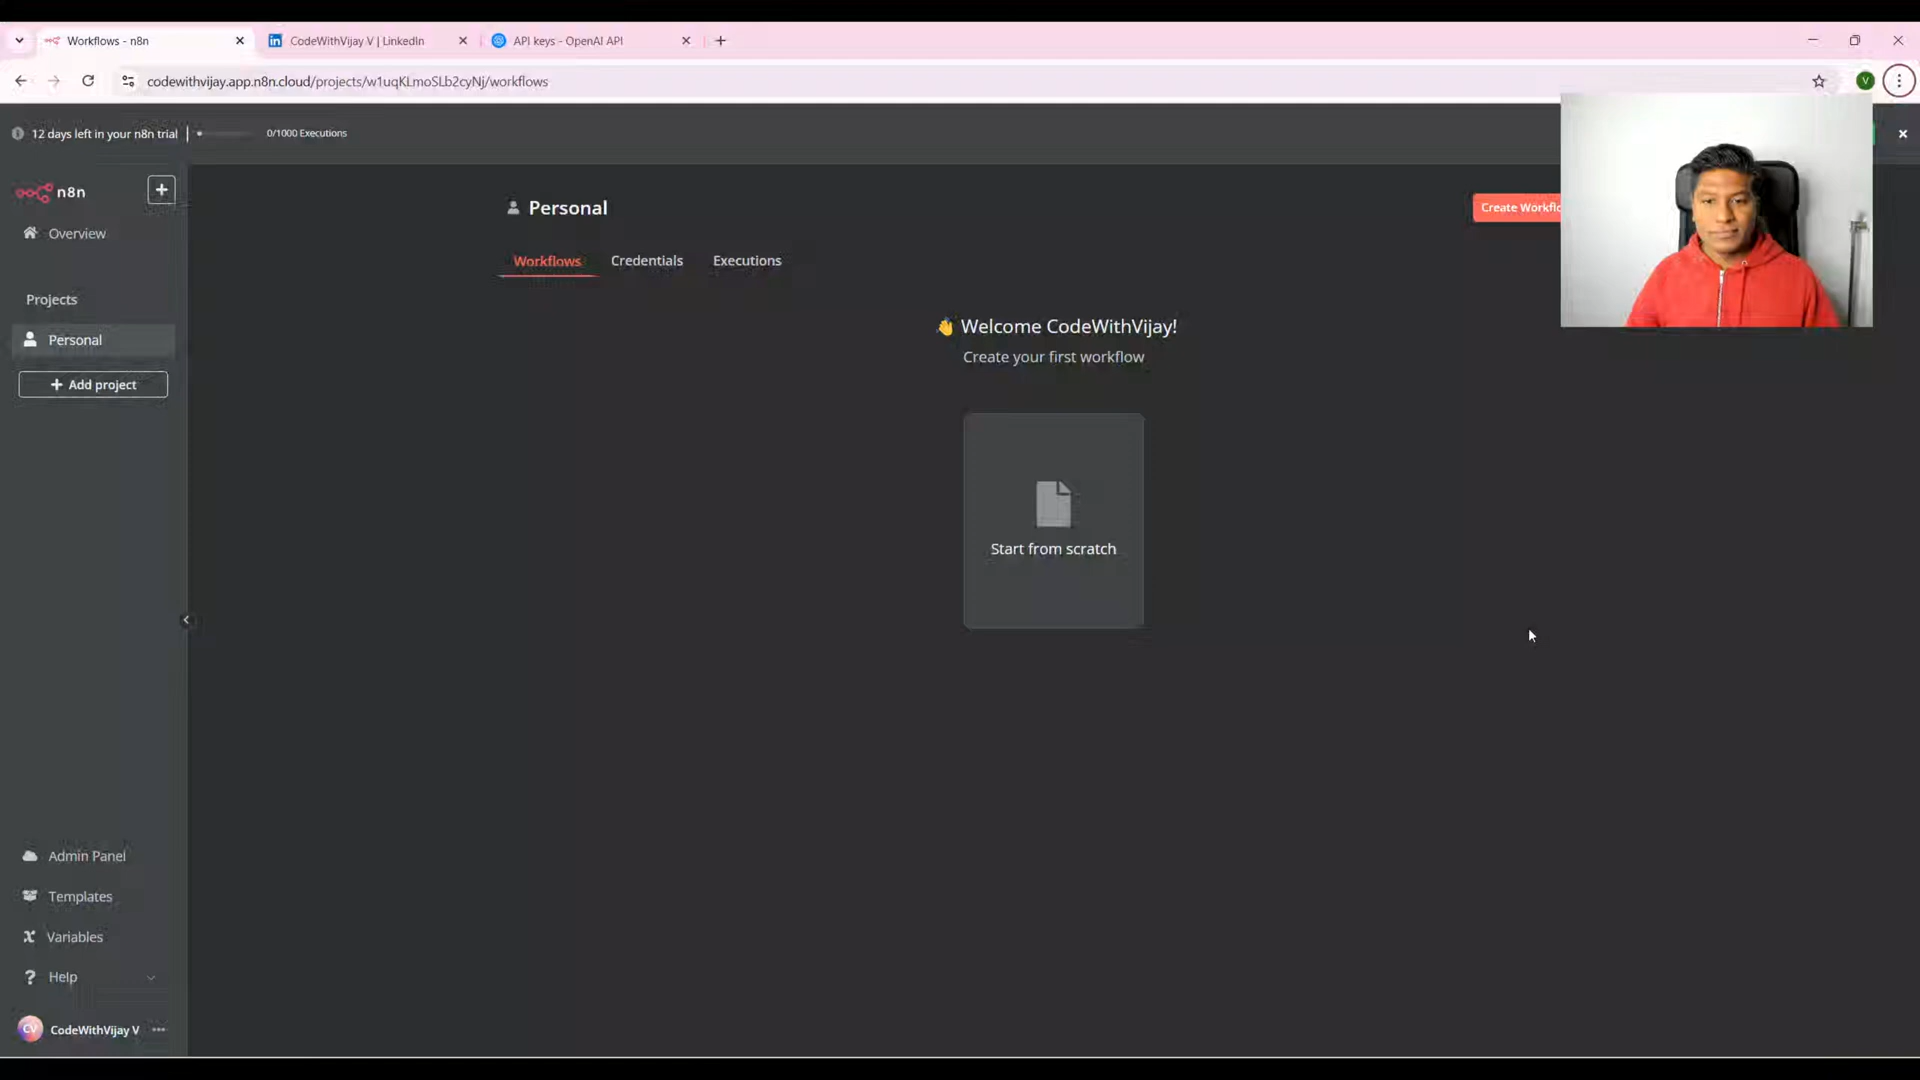 Workflows - n8n
CodeWithVijay V | LinkedIn
API keys - OpenAI API
codewithvijay.app.n8n.cloud/projects/w1uqKLmoSLb2cyNj/workflows
V
12 days left in your n8n trial
0/1000 Executions
n8n
Overview
Projects
Personal
Add project
Personal
Create Workflo
Workflows
Credentials
Executions
Welcome CodeWithVijay!
Create your first workflow
Start from scratch
Admin Panel
Templates
Variables
Help
CV
CodeWithVijay V